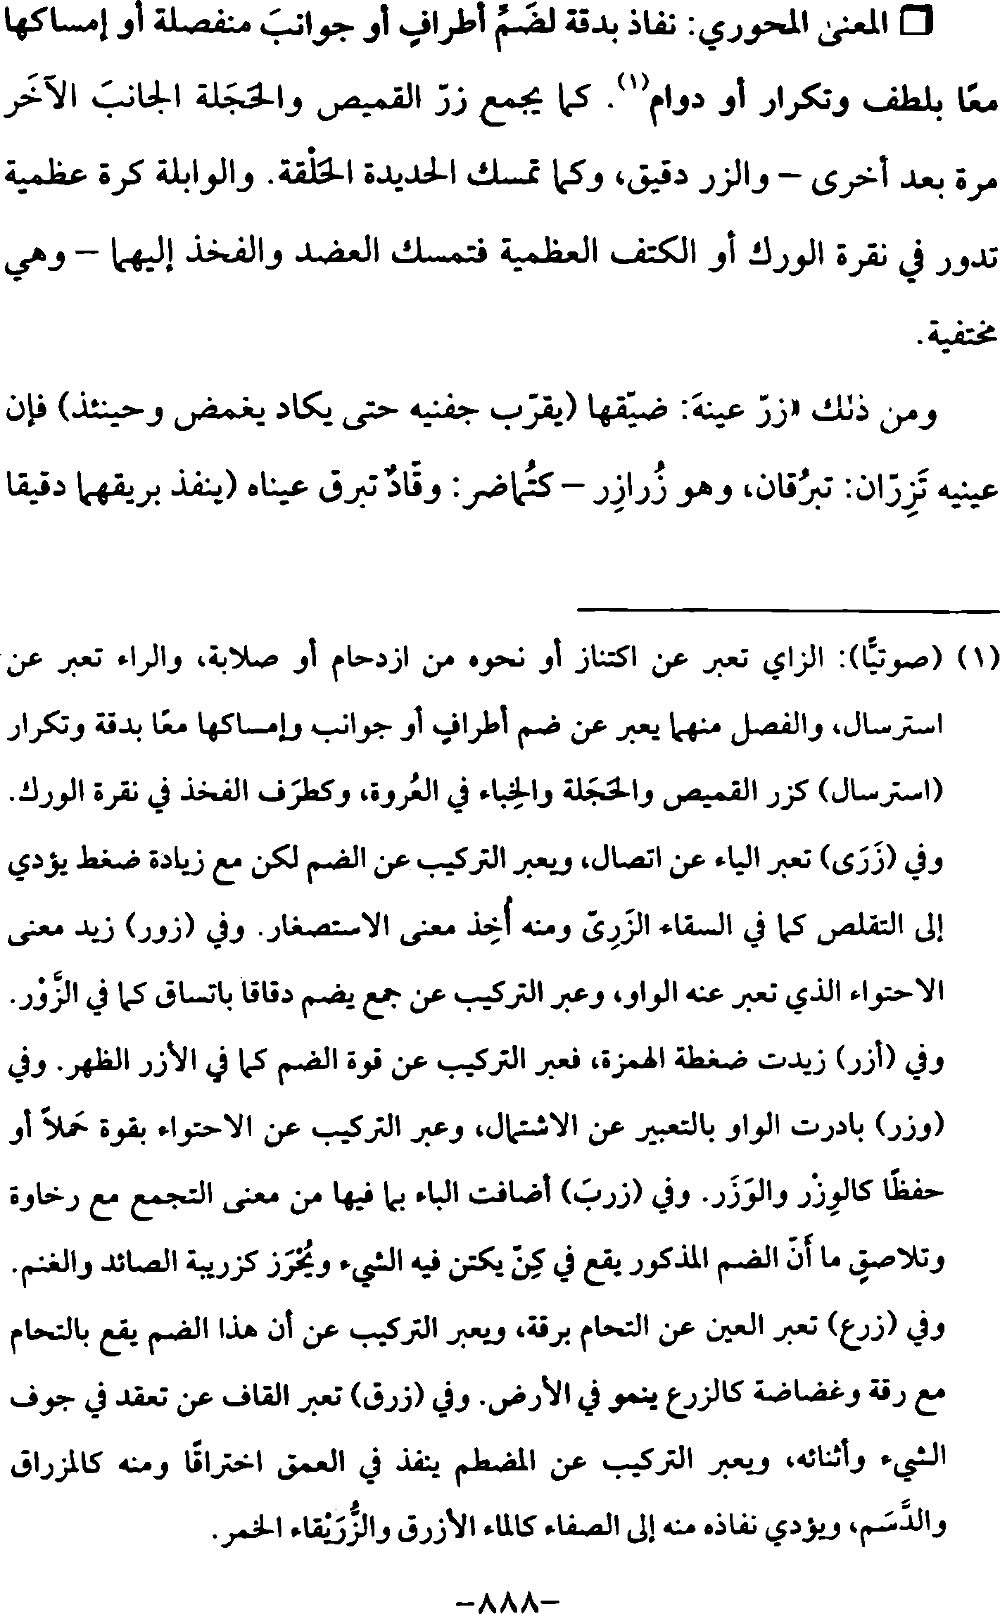 ❒ المعنى المحوري: نفاذ بدقة لضَمِّ أطرافٍ أو جوانبَ منفصلة أو إمساكها
معًا بلطف وتكرار أو دوام(١). كما يجمع زرّ القميص والحَجَلة الجانبَ الآخَر
مرة بعد أخرى – والزر دقيق، وكما تمسك الحديدة الحَلْقة. والوابلة كرة عظمية
تدور في نقرة الورك أو الكتف العظمية فتمسك العضد والفخذ إليهما – وهي
مختفية.
ومن ذلك «زرّ عينهَ: ضيّقها (يقرّب جفنيه حتى يكاد يغمض وحينئذ) فإن
عينيه تَزِرّان: تبرُقان، وهو زُرازِر – كتُماضر: وقّادٌ تبرق عيناه (ينفذ بريقهما دقيقا
(١) (صوتيًّا): الزاي تعبر عن اكتناز أو نحوه من ازدحام أو صلابة، والراء تعبر عن
استرسال، والفصل منهما يعبر عن ضم أطرافٍ أو جوانب وإمساكها معًا بدقة وتكرار
(استرسال) كزر القميص والحَجَلة والخِباء في العُروة، وكطرَف الفخذ في نقرة الورك.
وفي (زَرَى) تعبر الياء عن اتصال، ويعبر التركيب عن الضم لكن مع زيادة ضغط يؤدي
إلى التقلص كما في السقاء الزَرِىّ ومنه أُخِذ معنى الاستصغار. وفي (زور) زيد معنى
الاحتواء الذي تعبر عنه الواو، وعبر التركيب عن جمع يضم دقاقا باتساق كما في الزَّوْر.
وفي (أزر) زيدت ضغطة الهمزة، فعبر التركيب عن قوة الضم كما في الأزر الظهر. وفي
(وزر) بادرت الواو بالتعبير عن الاشتمال، وعبر التركيب عن الاحتواء بقوة حَملاً أو
حفظًا كالوِزْر والوَزَر. وفي (زربَ) أضافت الباء بما فيها من معنى التجمع مع رخاوة
وتلاصقٍ ما أَنّ الضم المذكور يقع في كِنّ يكتن فيه الشيء ويُحْرَز كزريبة الصائد والغنم.
وفي (زرع) تعبر العين عن التحام برقة، ويعبر التركيب عن أن هذا الضم يقع بالتحام
مع رقة وغضاضة كالزرع ينمو في الأرض. وفي (زرق) تعبر القاف عن تعقد في جوف
الشيء وأثنائه، ويعبر التركيب عن المضطم ينفذ في العمق اختراقًا ومنه كالمزراق
والدَّسَم، ويؤدي نفاذه منه إلى الصفاء كالماء الأزرق والزُّرَيْقاء الخمر.
-٨٨٨-